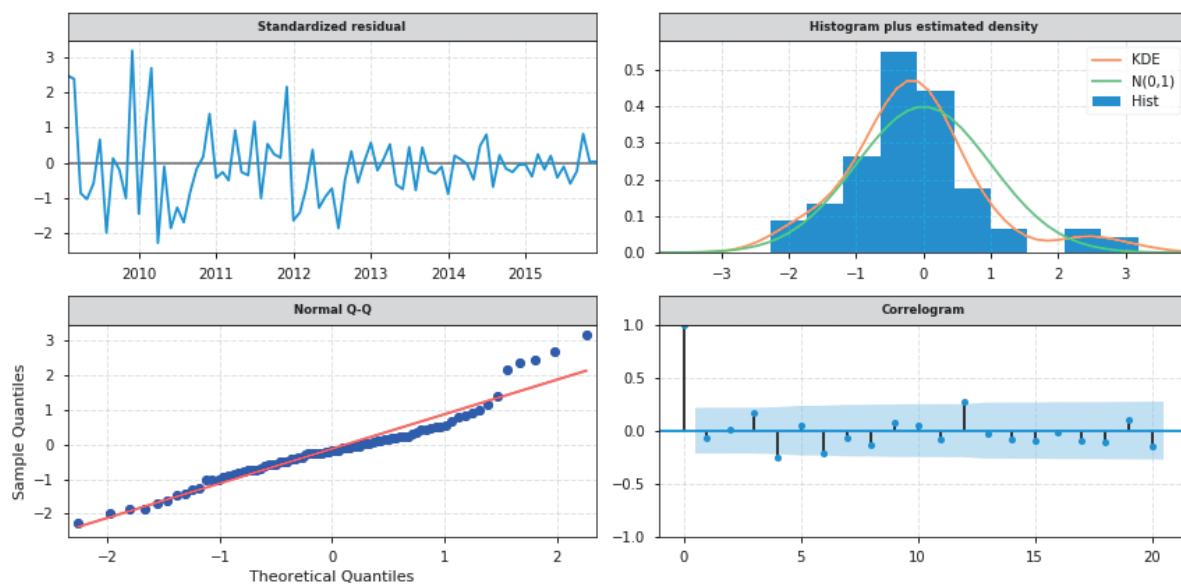 Standardized residual
3
2
1
0
−1
−2
2010 2011 2012 2013 2014 2015
Histogram plus estimated density
KDE
N(0,1)
Hist
0.5
0.4
0.3
0.2
0.1
0.0
−3 −2 −1 0 1 2 3
Normal Q-Q
Sample Quantiles
3
2
1
0
−1
−2
−2 −1 0 1 2
Theoretical Quantiles
Correlogram
1.0
0.5
0.0
−0.5
−1.0
0 5 10 15 20